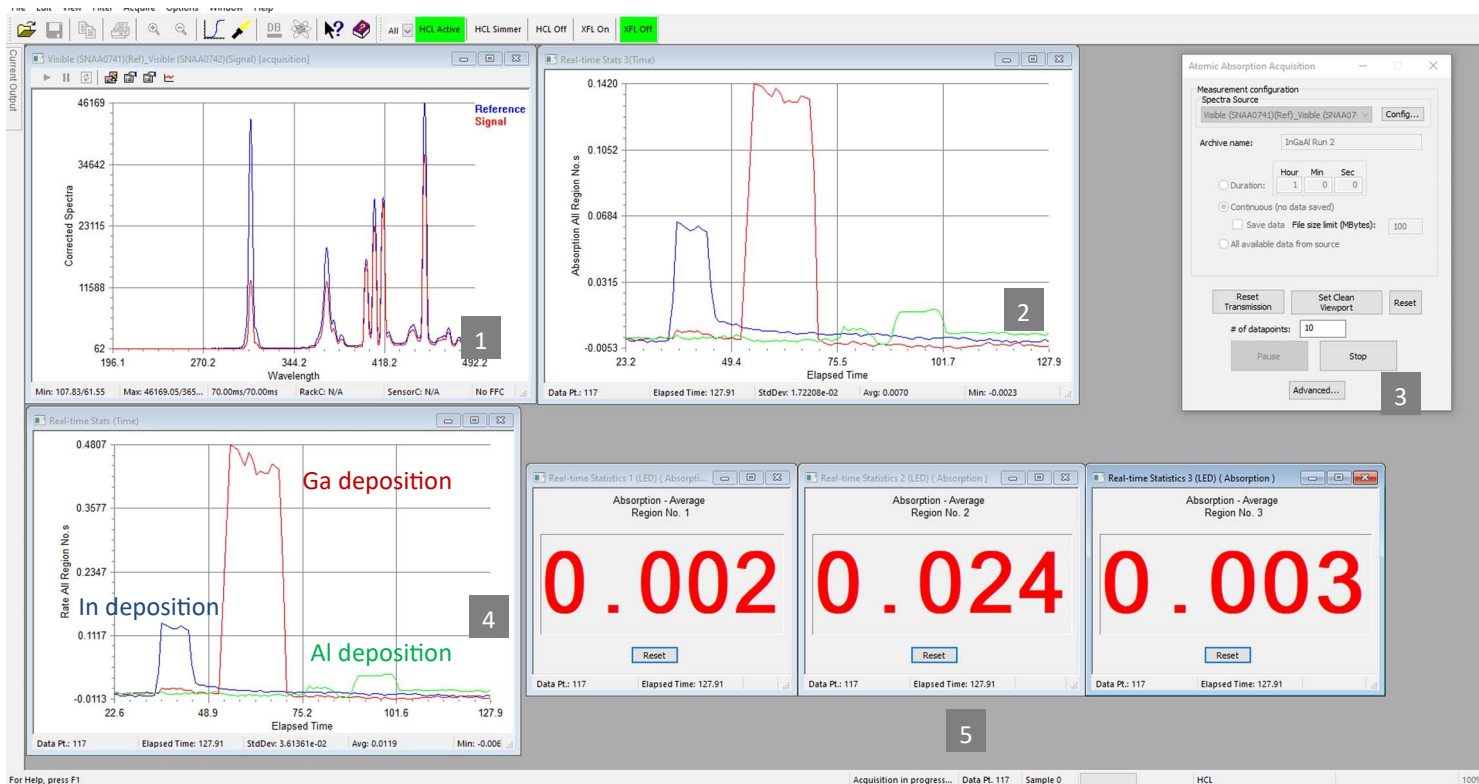 File Edit View Filter Acquire Options Window Help
DB All HCL Active HCL Simmer HCL Off XFL On XFL Off
Current Output
Visible (SNAA0741)(Ref)_Visible (SNAA0742)(Signal) [acquisition]
46169
34642
23115
11588
62
Corrected Spectra
Reference
Signal
1
196.1 270.2 344.2 418.2 492.2
Wavelength
Min: 107.83/61.55 Max: 46169.05/365... 70.00ms/70.00ms RackC: N/A SensorC: N/A No FFC
Real-time Stats 3(Time)
0.1420
0.1052
0.0684
0.0315
-0.0053
Absorption All Region No.s
2
23.2 49.4 75.5 101.7 127.9
Elapsed Time
Data Pt.: 117 Elapsed Time: 127.91 StdDev: 1.72208e-02 Avg: 0.0070 Min: -0.0023
Atomic Absorption Acquisition
Measurement configuration
Spectra Source
Visible (SNAA0741)(Ref)_Visible (SNAA07 Config...
Archive name: InGaAl Run 2
Hour Min Sec
Duration: 1 0 0
Continuous (no data saved)
Save data File size limit (MBytes): 100
All available data from source
Reset Transmission
Set Clean Viewport
Reset
# of datapoints: 10
Pause Stop
Advanced...
3
Real-time Stats (Time)
0.4807
0.3577
0.2347
0.1117
-0.0113
Rate All Region No.s
Ga deposition
In deposition
Al deposition
4
22.6 48.9 75.2 101.6 127.9
Elapsed Time
Data Pt.: 117 Elapsed Time: 127.91 StdDev: 3.61361e-02 Avg: 0.0119 Min: -0.006
Real-time Statistics 1 (LED) ( Absorpti...
Absorption - Average
Region No. 1
0.002
Reset
Data Pt.: 117 Elapsed Time: 127.91
Real-time Statistics 2 (LED) ( Absorption )
Absorption - Average
Region No. 2
0.024
Reset
Data Pt.: 117 Elapsed Time: 127.91
Real-time Statistics 3 (LED) ( Absorption )
Absorption - Average
Region No. 3
0.003
Reset
Data Pt.: 117 Elapsed Time: 127.91
5
For Help, press F1 Acquisition in progress... Data Pt. 117 Sample 0 HCL 100%